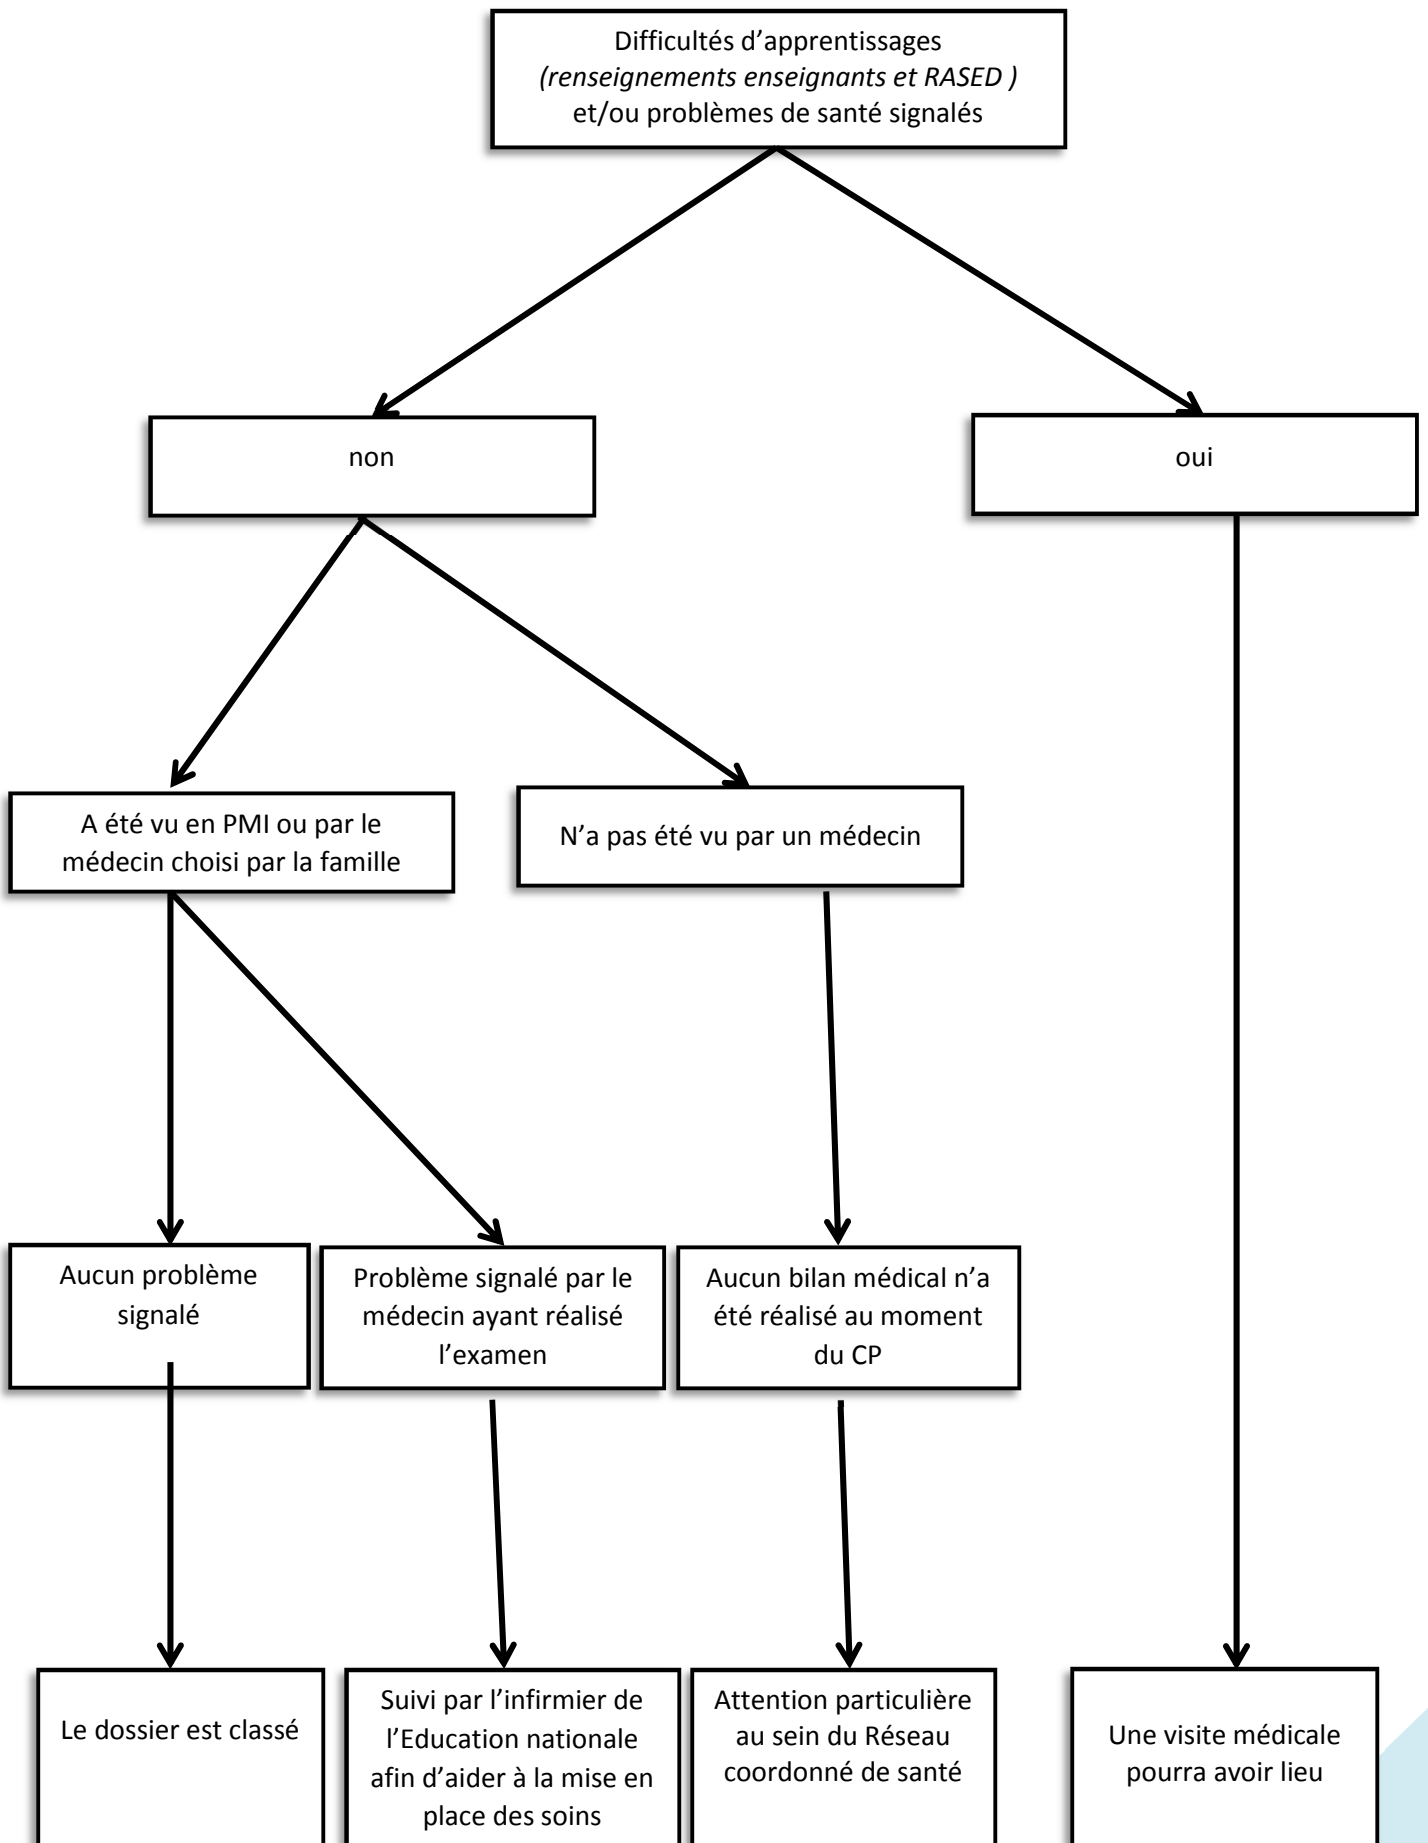 Difficultés d’apprentissages
(renseignements enseignants et RASED )
et/ou problèmes de santé signalés
non
oui
A été vu en PMI ou par le
médecin choisi par la famille
N’a pas été vu par un médecin
Aucun problème
signalé
Problème signalé par le
médecin ayant réalisé
l’examen
Aucun bilan médical n’a
été réalisé au moment
du CP
Le dossier est classé
Suivi par l’infirmier de
l’Education nationale
afin d’aider à la mise en
place des soins
Attention particulière
au sein du Réseau
coordonné de santé
Une visite médicale
pourra avoir lieu